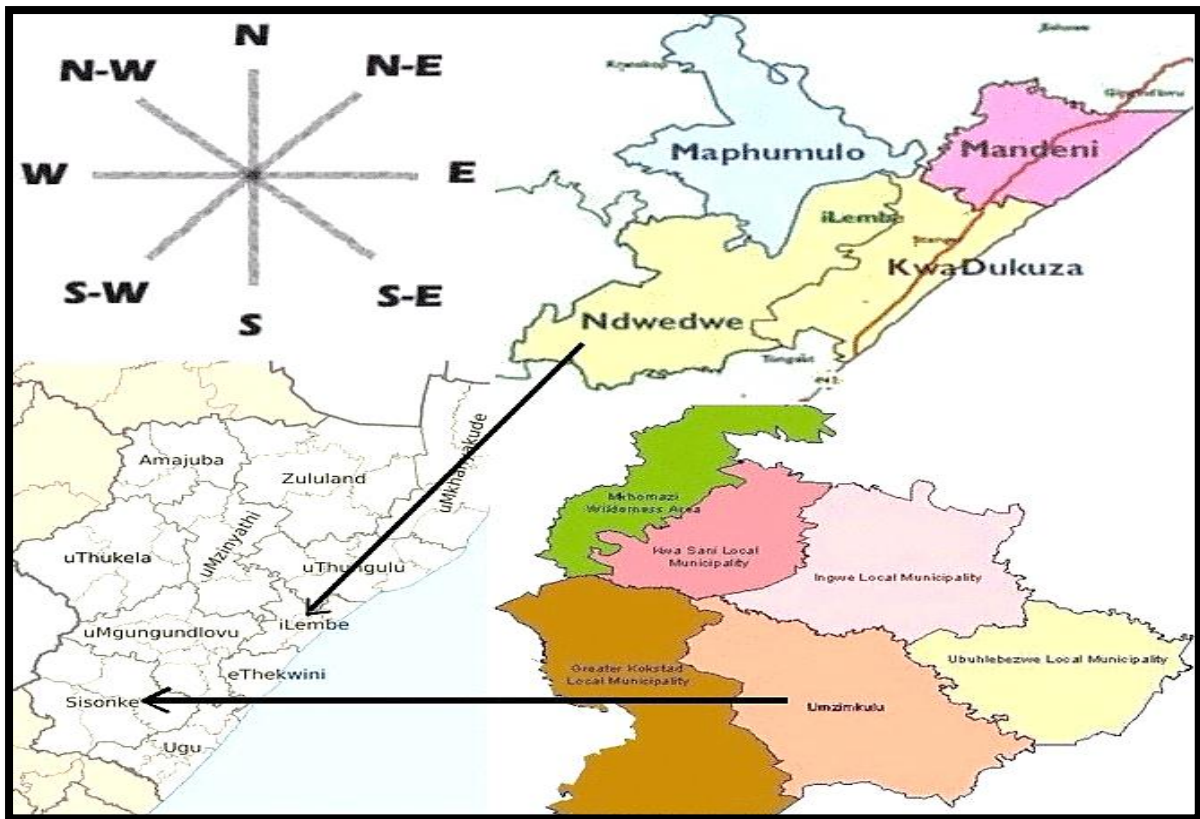 N
N-W
N-E
W
E
S-W
S-E
S
Maphumulo
Mandeni
iLembe
KwaDukuza
Ndwedwe
Amajuba
Zululand
uMkhanyakude
uMzinyathi
uThukela
uThungulu
iLembe
uMgungundlovu
eThekwini
Sisonke
Ugu
Mkhomazi
Wilderness Area
Kwa Sani Local
Municipality
Ingwe Local Municipality
Ubuhlebezwe Local Municipality
Greater Kokstad
Local Municipality
Umzimkulu